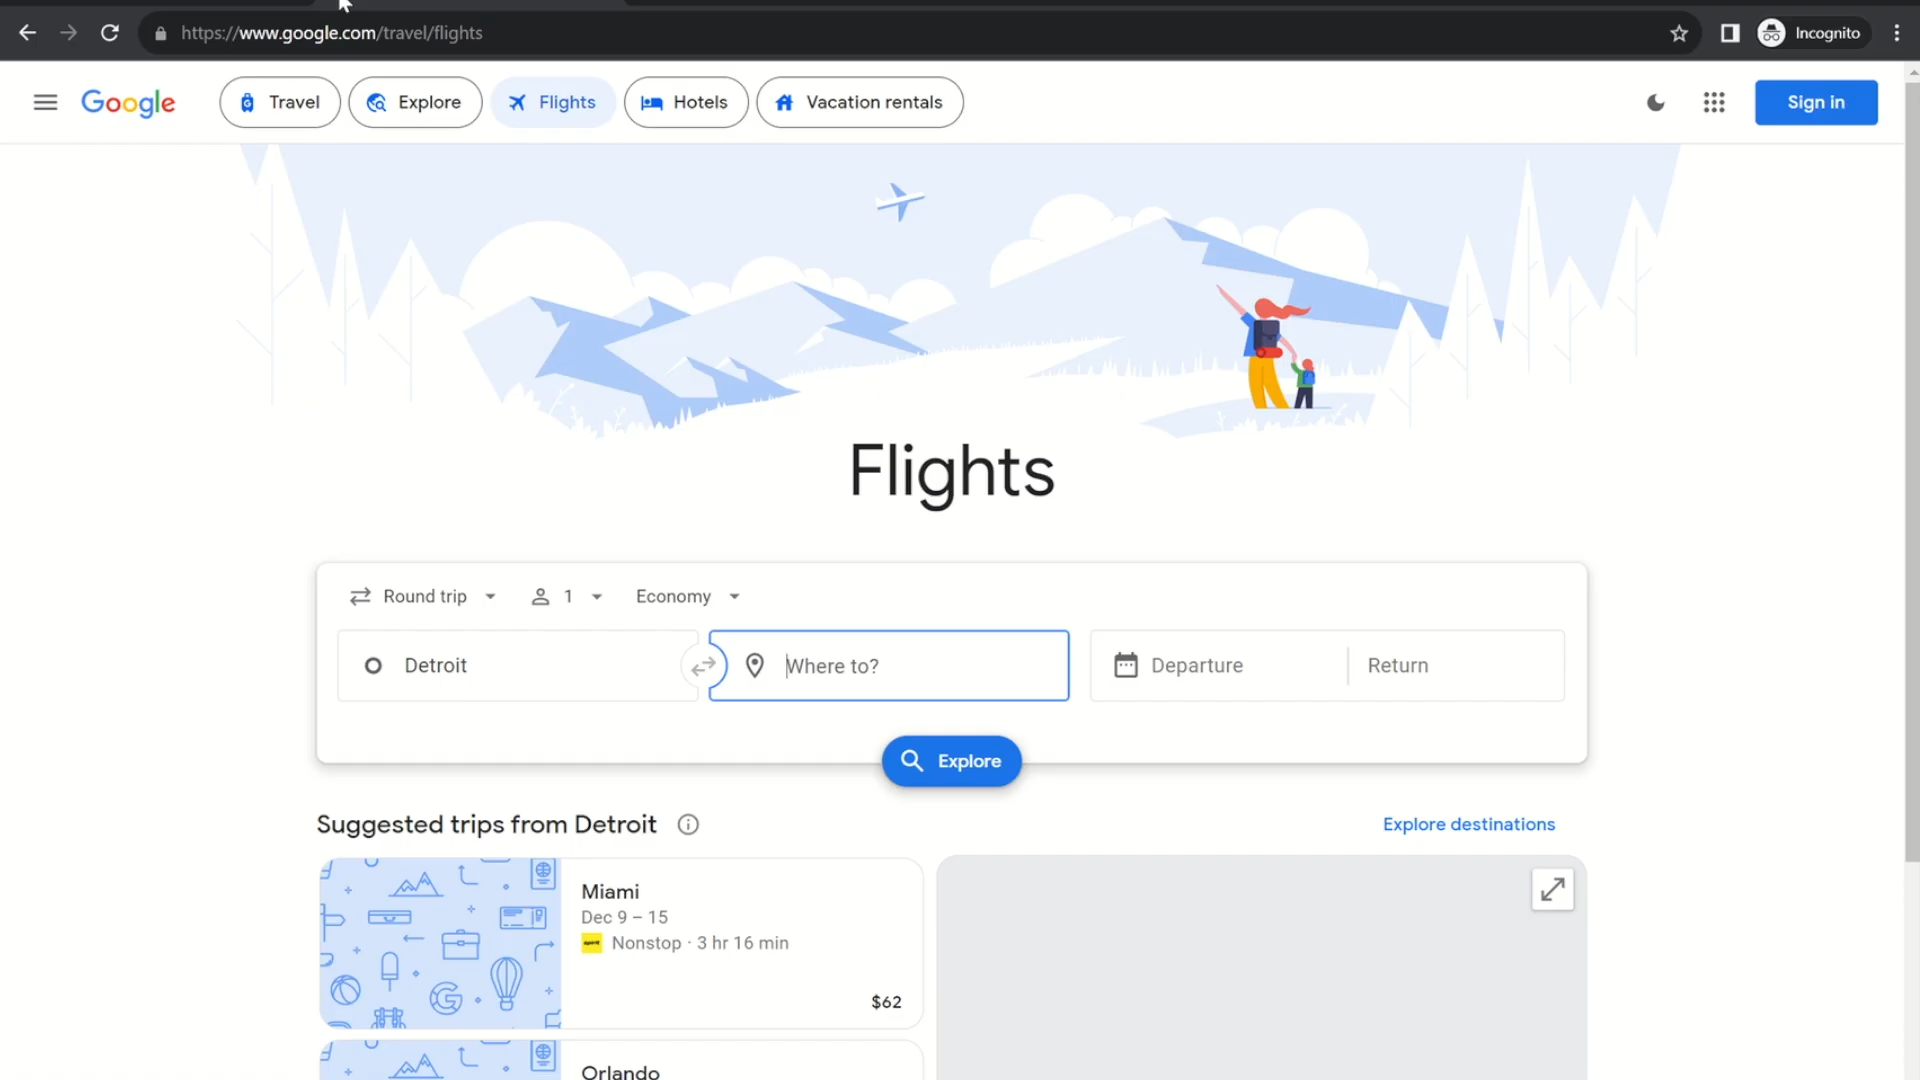 https://www.google.com/travel/flights
Incognito
Google
Travel
Explore
Flights
Hotels
Vacation rentals
Sign in
Flights
Round trip
1
Economy
Detroit
Where to?
Departure
Return
Explore
Suggested trips from Detroit
Explore destinations
Miami
Dec 9 – 15
Nonstop · 3 hr 16 min
$62
Orlando